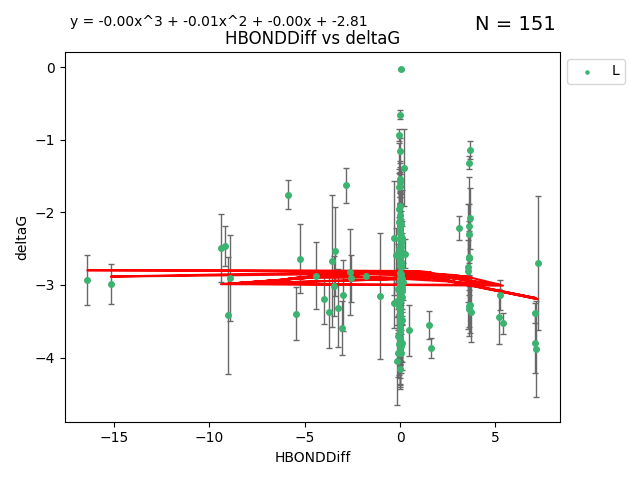 y = -0.00x^3 + -0.01x^2 + -0.00x + -2.81
N = 151
HBONDDiff vs deltaG
L
0
−1
−2
−3
−4
deltaG
−15
−10
−5
0
5
HBONDDiff